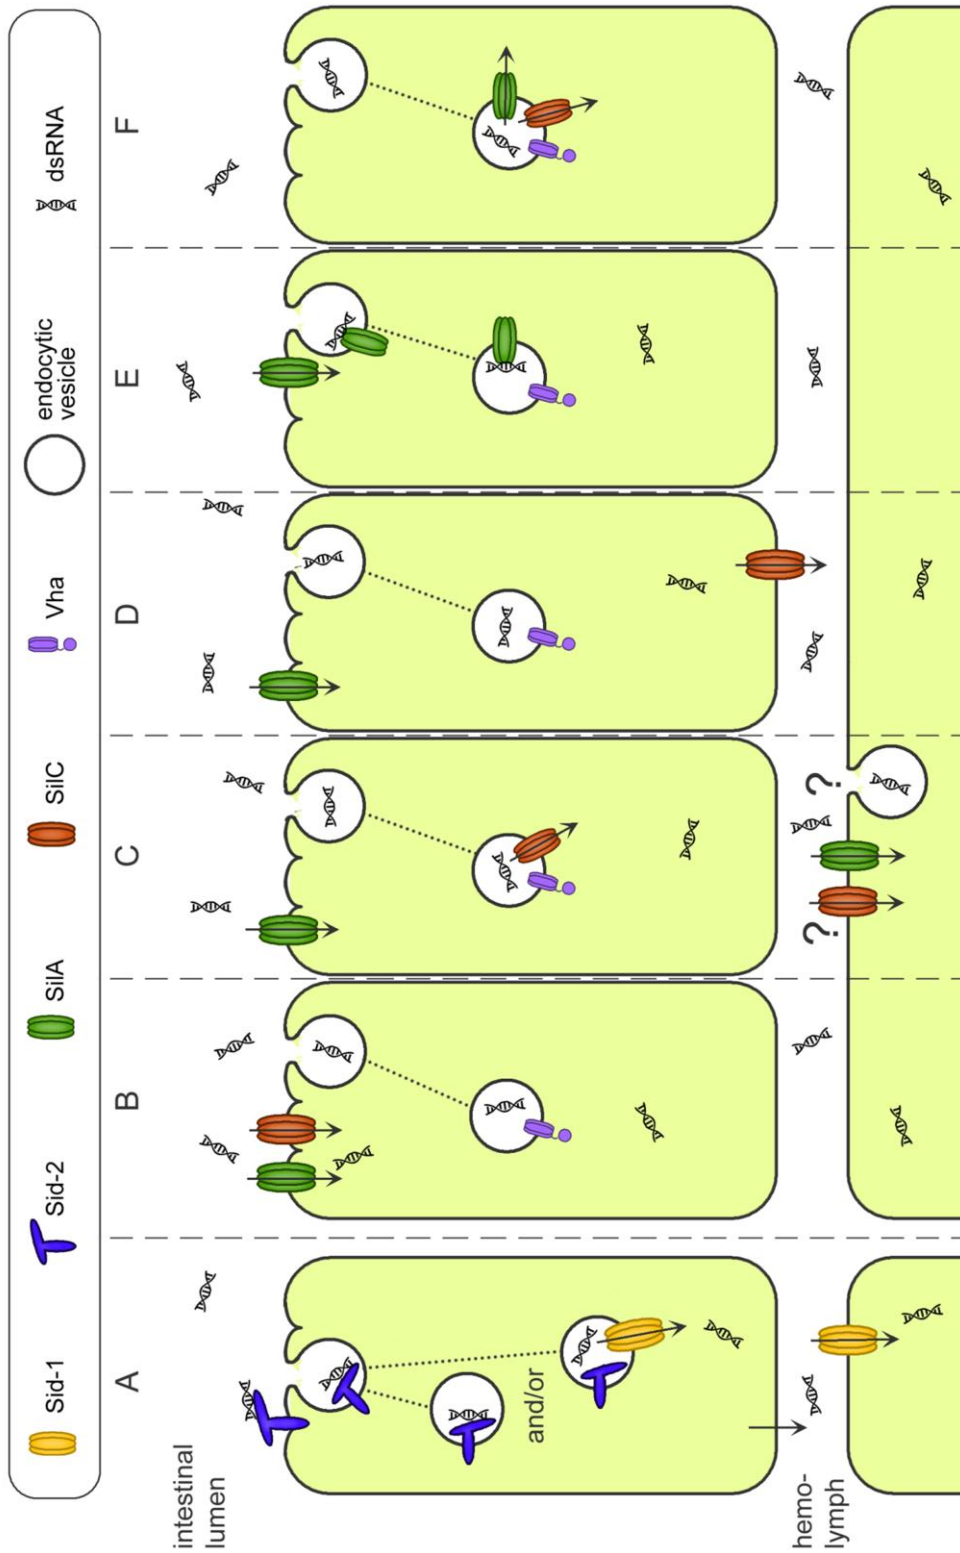 Sid-1
Sid-2
SilA
SilC
Vha
endocytic
vesicle
dsRNA
A
B
C
D
E
F
intestinal
lumen
and/or
?
?
hemo-
lymph